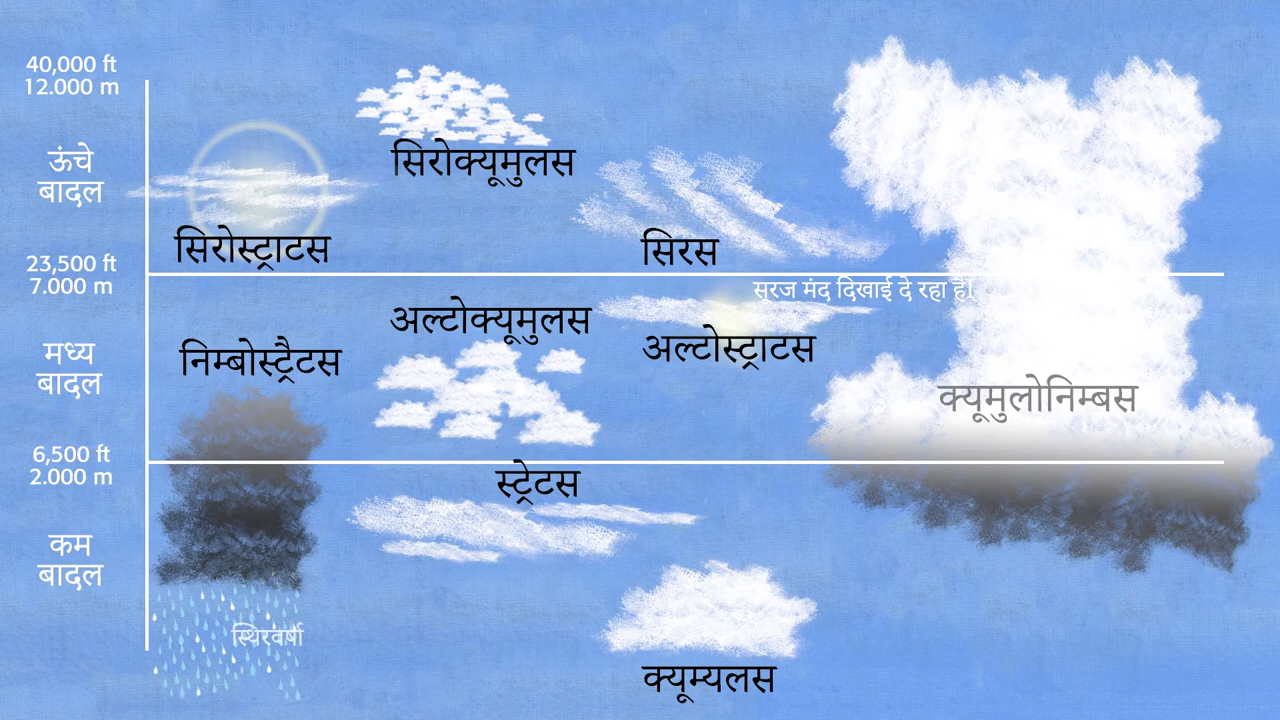 40,000 ft
12.000 m
ऊंचे
बादल
सिरोक्यूमुलस
सिरोस्ट्राटस
सिरस
23,500 ft
7.000 m
सूरज मंद दिखाई दे रहा है।
अल्टोक्यूमुलस
अल्टोस्ट्राटस
निम्बोस्ट्रैटस
मध्य
बादल
क्यूमुलोनिम्बस
6,500 ft
2.000 m
स्ट्रेटस
कम
बादल
स्थिरवर्षा
क्यूम्यलस